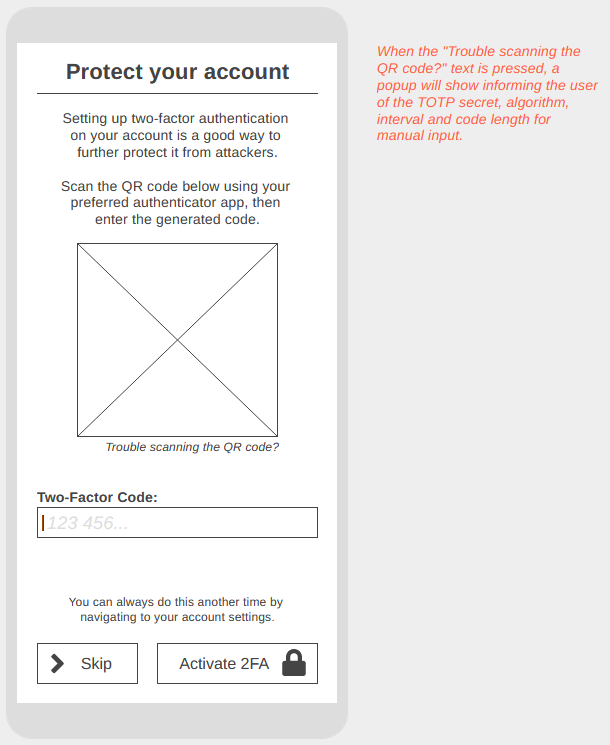 Protect your account
Setting up two-factor authentication
on your account is a good way to
further protect it from attackers.
Scan the QR code below using your
preferred authenticator app, then
enter the generated code.
Trouble scanning the QR code?
Two-Factor Code:
123 456...
You can always do this another time by
navigating to your account settings.
Skip
Activate 2FA
When the "Trouble scanning the
QR code?" text is pressed, a
popup will show informing the user
of the TOTP secret, algorithm,
interval and code length for
manual input.